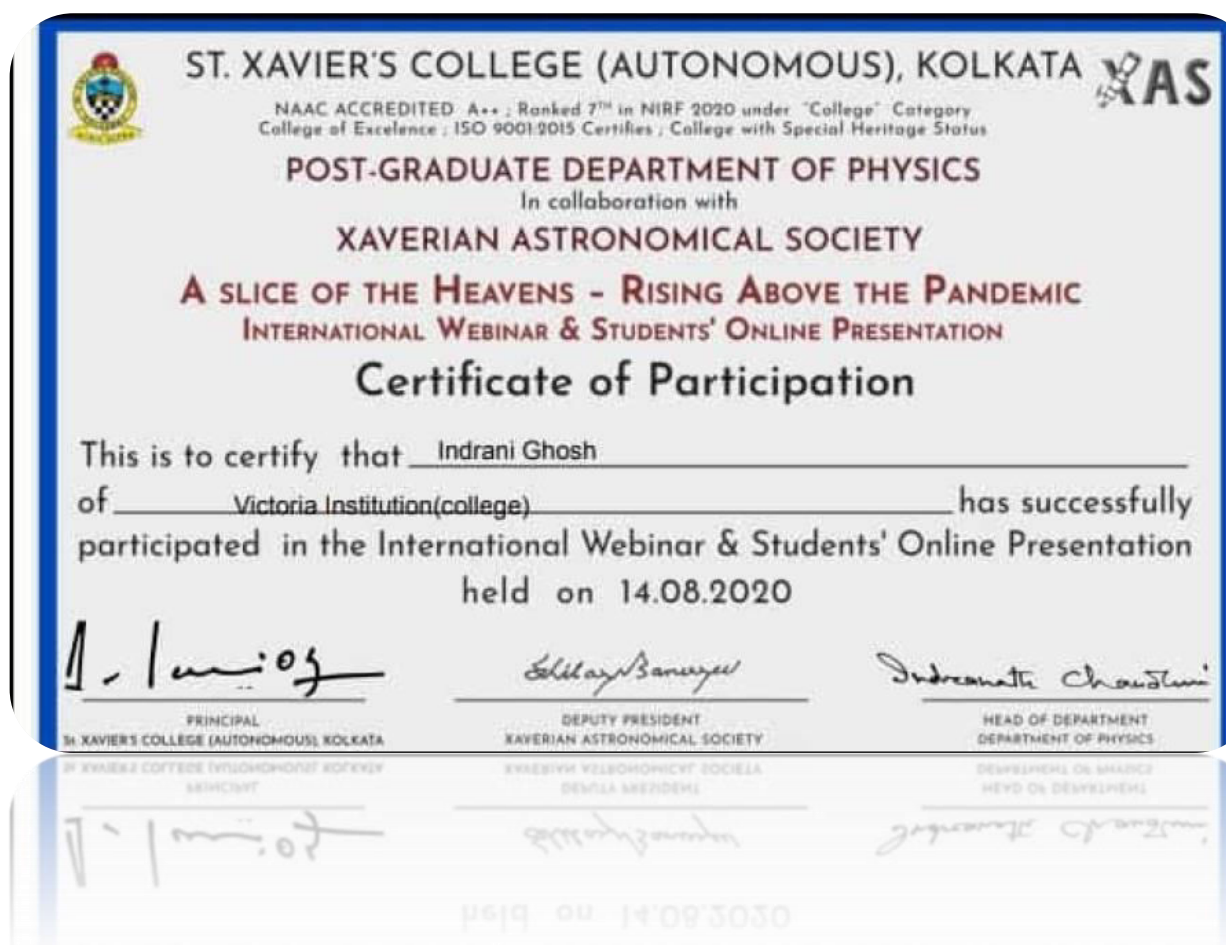 ST. XAVIER'S COLLEGE (AUTONOMOUS), KOLKATA
XAS
NAAC ACCREDITED A++ ; Ranked 7TH in NIRF 2020 under "College" Category
College of Excellence ; ISO 9001:2015 Certifies ; College with Special Heritage Status
POST-GRADUATE DEPARTMENT OF PHYSICS
In collaboration with
XAVERIAN ASTRONOMICAL SOCIETY
A SLICE OF THE HEAVENS – RISING ABOVE THE PANDEMIC
INTERNATIONAL WEBINAR & STUDENTS' ONLINE PRESENTATION
Certificate of Participation
This is to certify that Indrani Ghosh
of Victoria Institution(college) has successfully
participated in the International Webinar & Students' Online Presentation
held on 14.08.2020
Indranath Chaudhuri
PRINCIPAL
St. XAVIER'S COLLEGE (AUTONOMOUS), KOLKATA
DEPUTY PRESIDENT
XAVERIAN ASTRONOMICAL SOCIETY
HEAD OF DEPARTMENT
DEPARTMENT OF PHYSICS